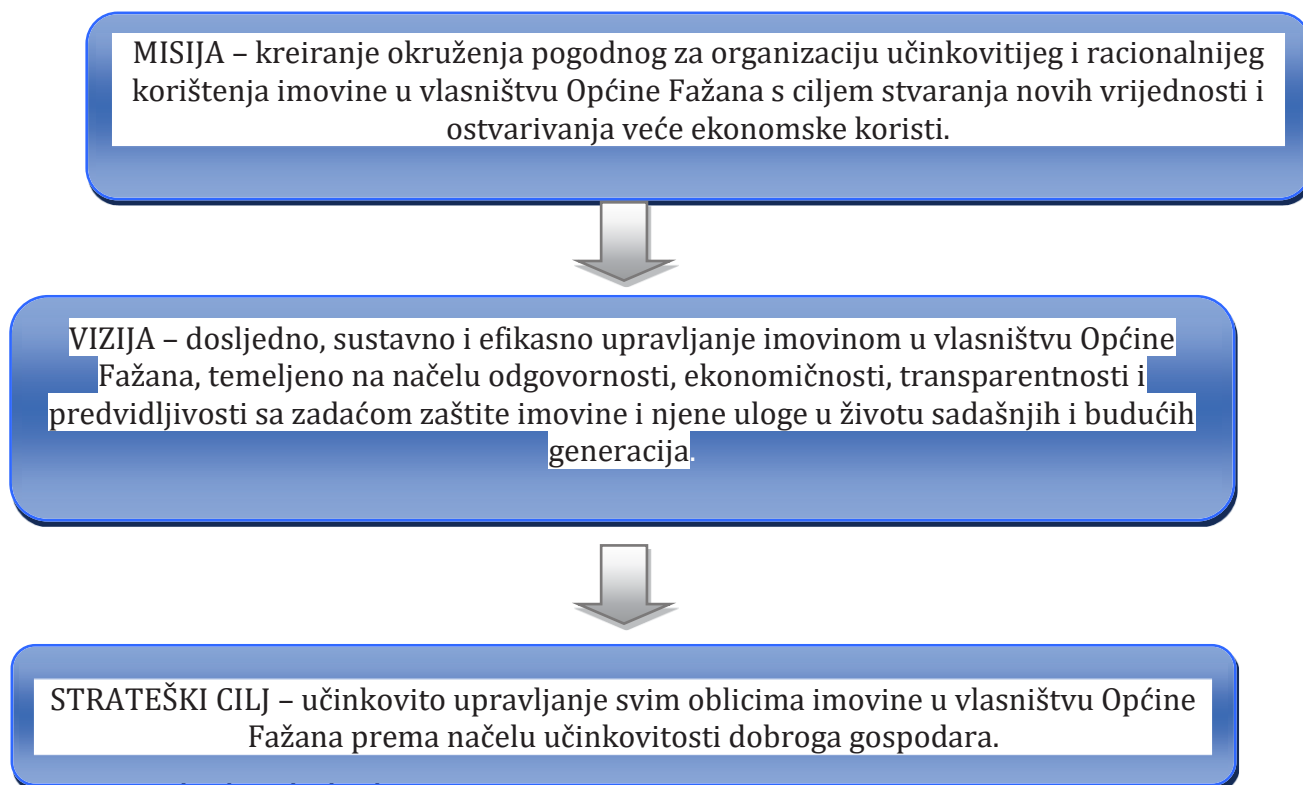 MISIJA – kreiranje okruženja pogodnog za organizaciju učinkovitijeg i racionalnijeg
korištenja imovine u vlasništvu Općine Fažana s ciljem stvaranja novih vrijednosti i
ostvarivanja veće ekonomske koristi.
VIZIJA – dosljedno, sustavno i efikasno upravljanje imovinom u vlasništvu Općine
Fažana, temeljeno na načelu odgovornosti, ekonomičnosti, transparentnosti i
predvidljivosti sa zadaćom zaštite imovine i njene uloge u životu sadašnjih i budućih
generacija.
STRATEŠKI CILJ – učinkovito upravljanje svim oblicima imovine u vlasništvu Općine
Fažana prema načelu učinkovitosti dobroga gospodara.